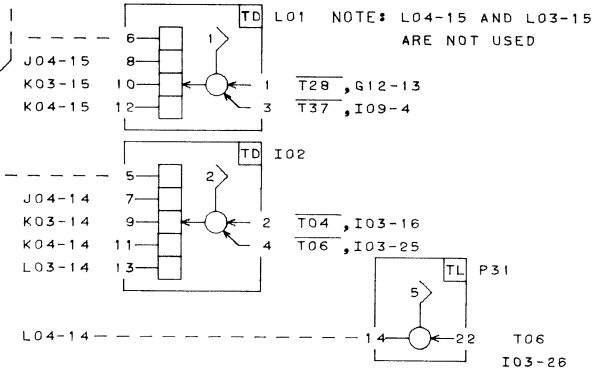 TD L01 NOTE: L04-15 AND L03-15
ARE NOT USED
6
1
J04-15 8
K03-15 10 1 T28, G12-13
K04-15 12 3 T37, I09-4
TD I02
5
2
J04-14 7
K03-14 9 2 T04, I03-16
K04-14 11 4 T06, I03-25
L03-14 13
TL P31
5
L04-14 14 22 T06
I03-26